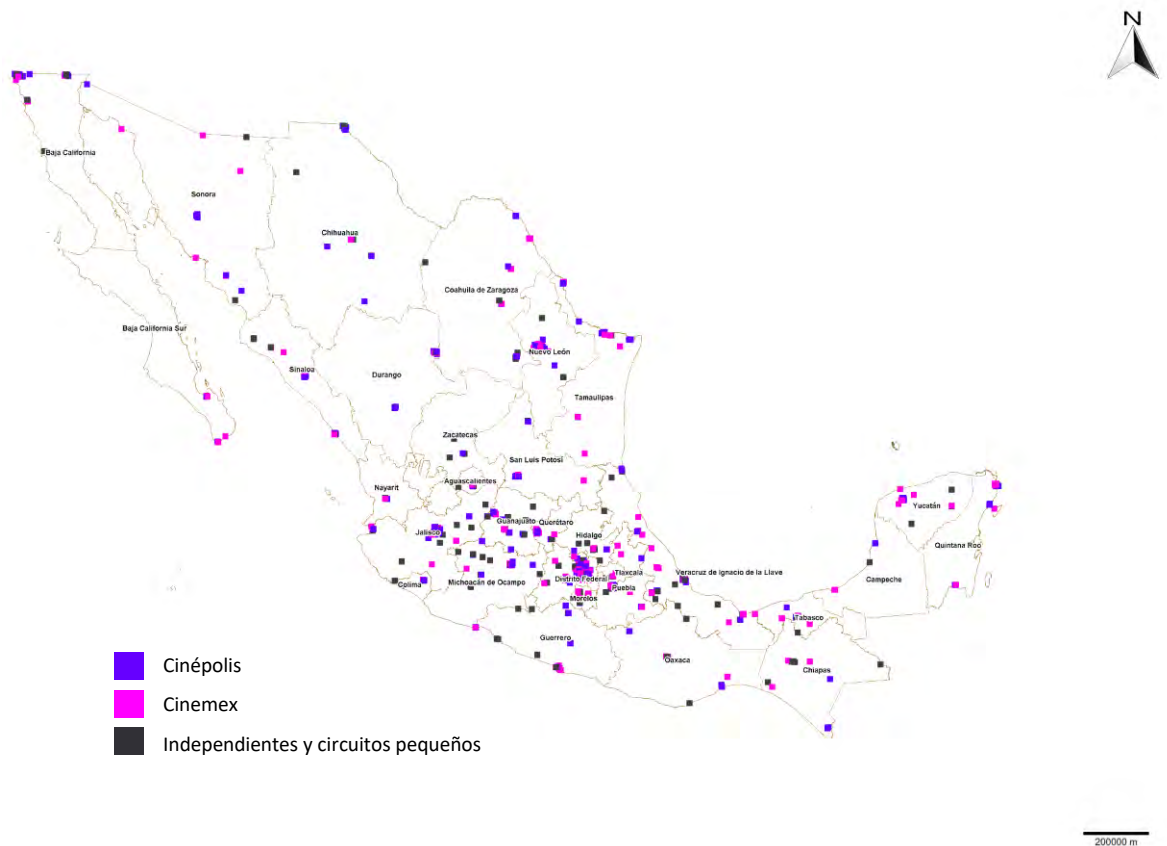 N
Baja California
Sonora
Chihuahua
Coahuila de Zaragoza
Baja California Sur
Nuevo León
Sinaloa
Durango
Tamaulipas
Zacatecas
San Luis Potosí
Aguascalientes
Nayarit
Yucatán
Guanajuato
Querétaro
Jalisco
Hidalgo
Quintana Roo
Distrito Federal
Tlaxcala
Veracruz de Ignacio de la Llave
Colima
Michoacán de Ocampo
Puebla
Campeche
Morelos
Tabasco
Guerrero
Oaxaca
Chiapas
Cinépolis
Cinemex
Independientes y circuitos pequeños
200000 m